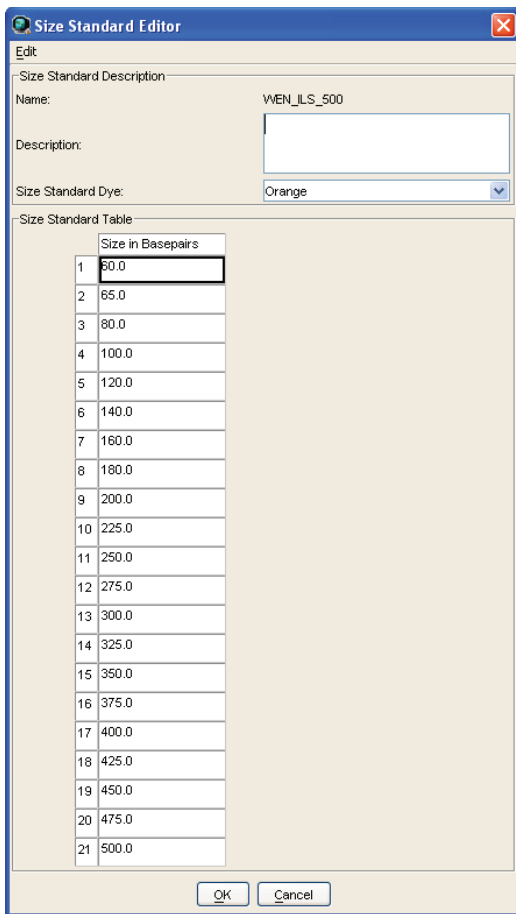 Size Standard Editor
Edit
Size Standard Description
Name: WEN_ILS_500
Description:
Size Standard Dye: Orange
Size Standard Table
Size in Basepairs
1 60.0
2 65.0
3 80.0
4 100.0
5 120.0
6 140.0
7 160.0
8 180.0
9 200.0
10 225.0
11 250.0
12 275.0
13 300.0
14 325.0
15 350.0
16 375.0
17 400.0
18 425.0
19 450.0
20 475.0
21 500.0
OK Cancel